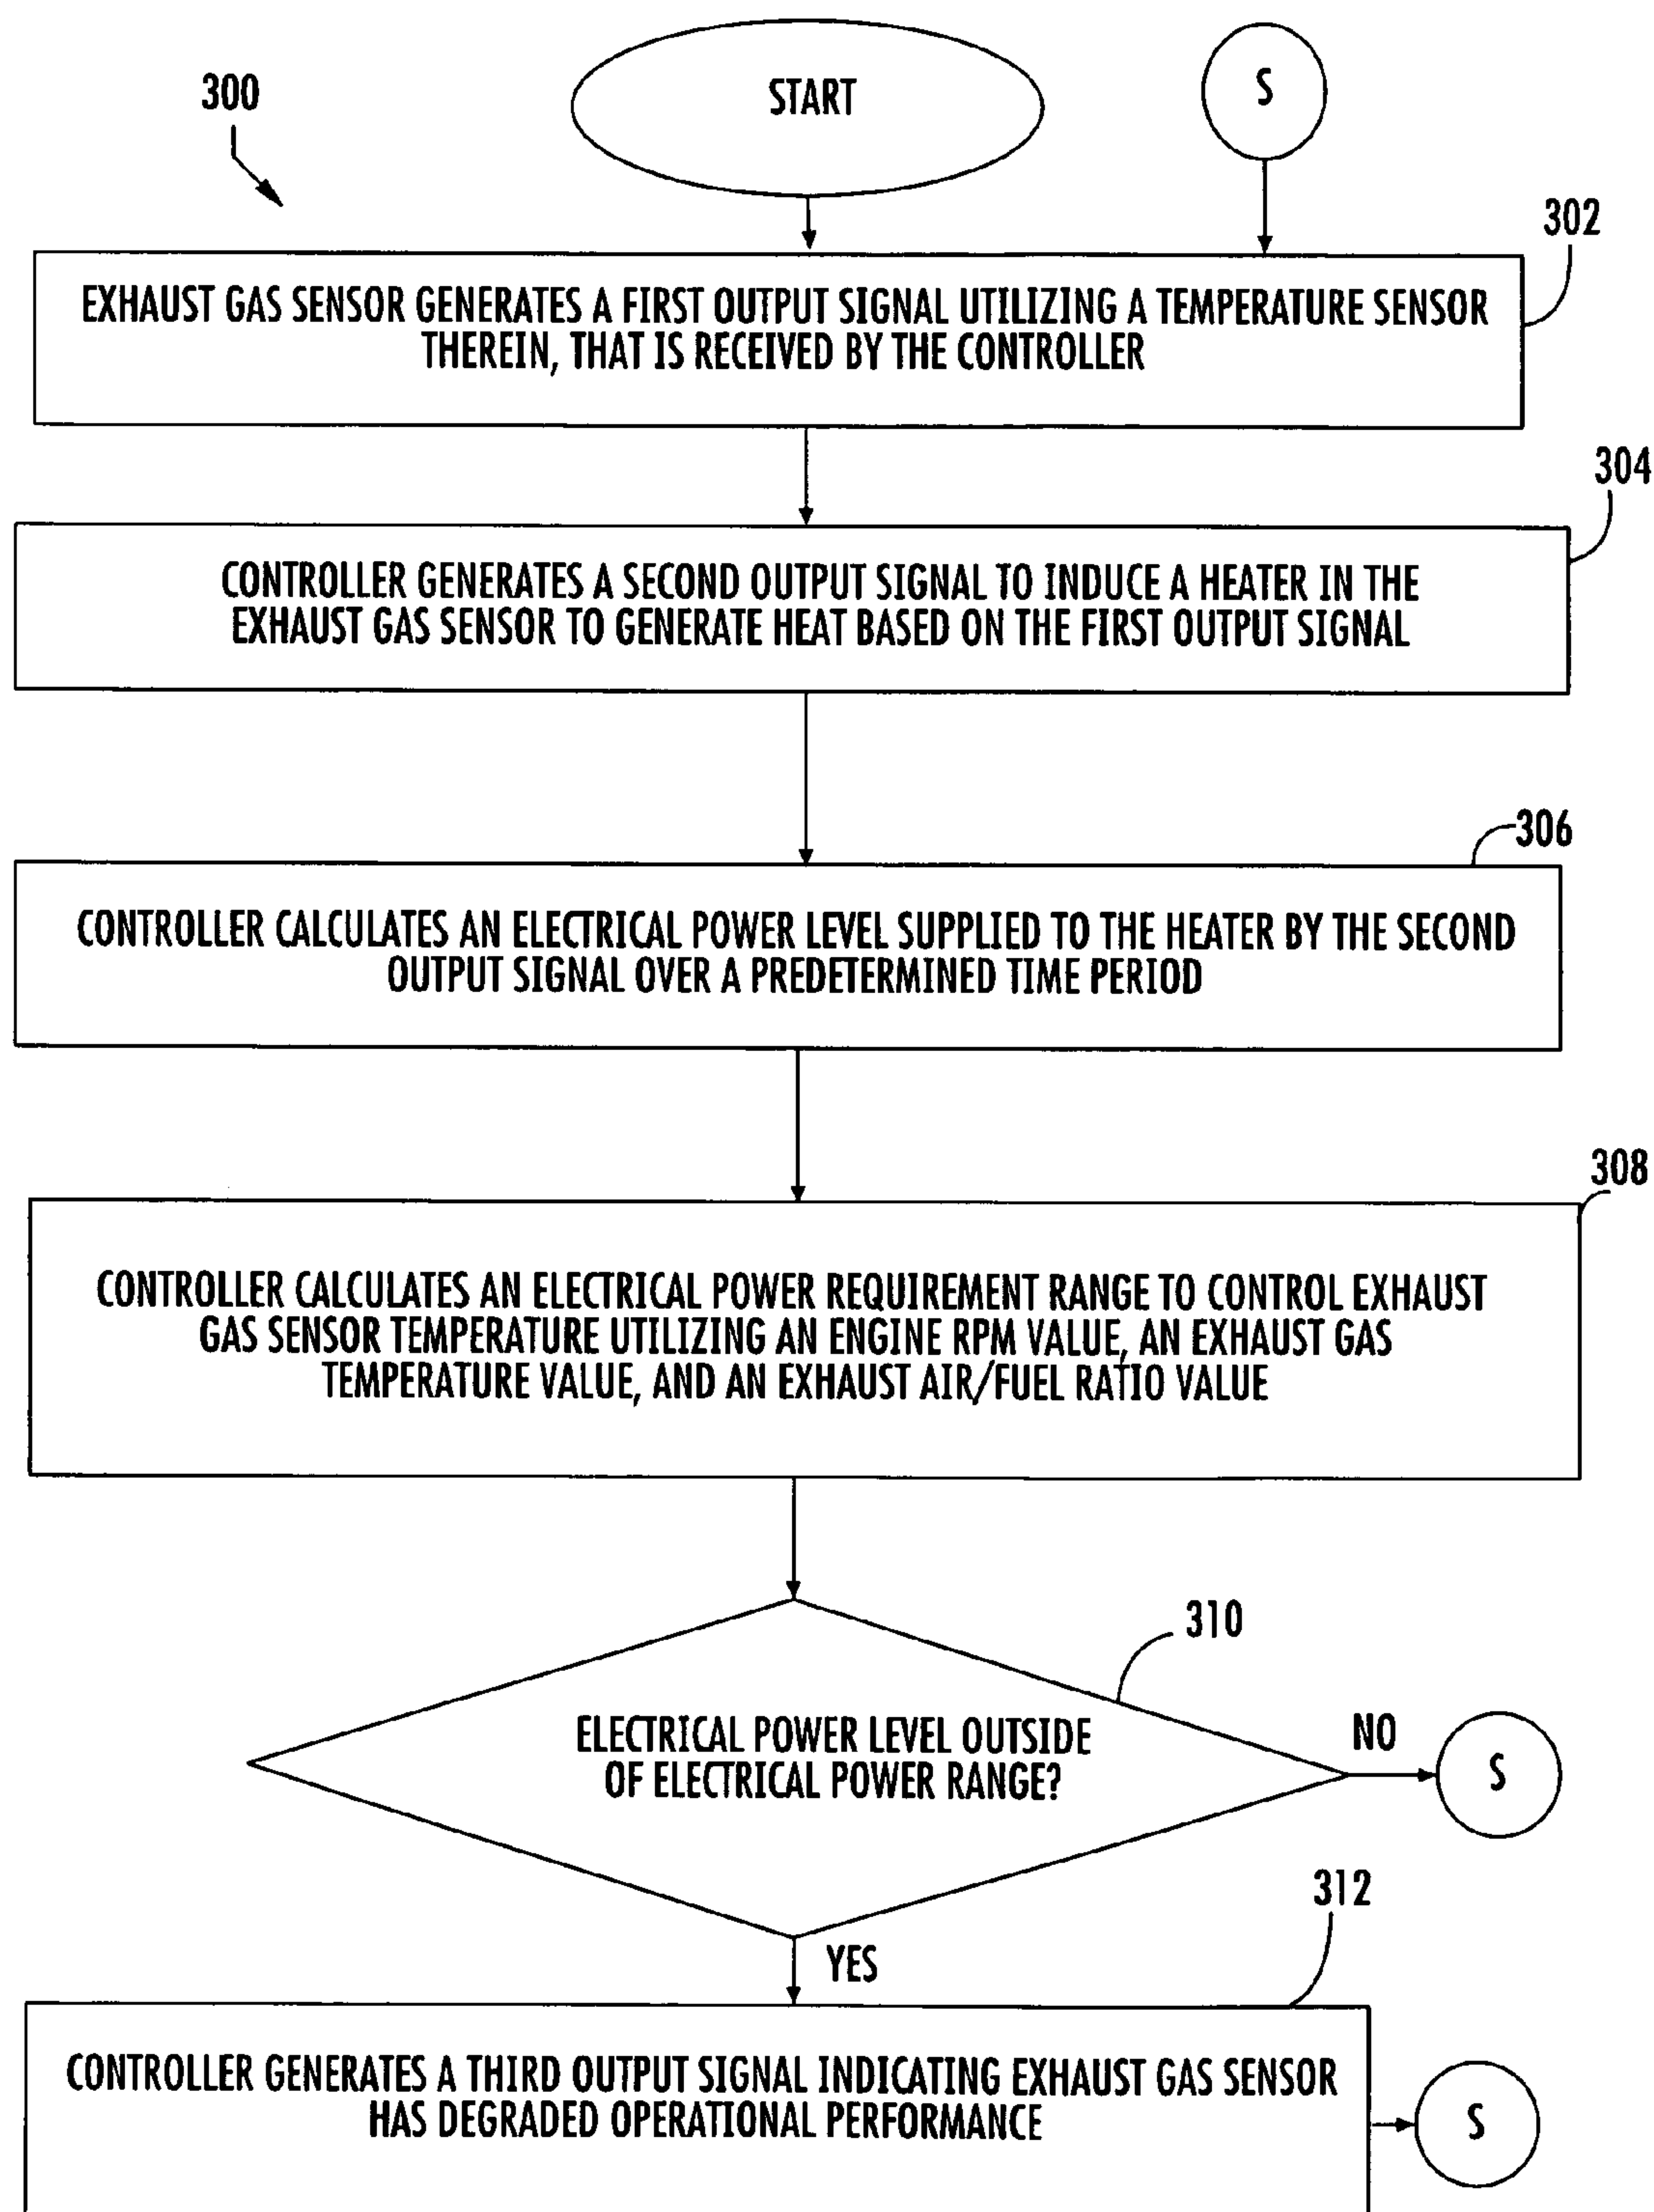 START
S
300
302
EXHAUST GAS SENSOR GENERATES A FIRST OUTPUT SIGNAL UTILIZING A TEMPERATURE SENSOR
THEREIN, THAT IS RECEIVED BY THE CONTROLLER
304
CONTROLLER GENERATES A SECOND OUTPUT SIGNAL TO INDUCE A HEATER IN THE
EXHAUST GAS SENSOR TO GENERATE HEAT BASED ON THE FIRST OUTPUT SIGNAL
306
CONTROLLER CALCULATES AN ELECTRICAL POWER LEVEL SUPPLIED TO THE HEATER BY THE SECOND
OUTPUT SIGNAL OVER A PREDETERMINED TIME PERIOD
308
CONTROLLER CALCULATES AN ELECTRICAL POWER REQUIREMENT RANGE TO CONTROL EXHAUST
GAS SENSOR TEMPERATURE UTILIZING AN ENGINE RPM VALUE, AN EXHAUST GAS
TEMPERATURE VALUE, AND AN EXHAUST AIR/FUEL RATIO VALUE
310
ELECTRICAL POWER LEVEL OUTSIDE
OF ELECTRICAL POWER RANGE?
NO
S
YES
312
CONTROLLER GENERATES A THIRD OUTPUT SIGNAL INDICATING EXHAUST GAS SENSOR
HAS DEGRADED OPERATIONAL PERFORMANCE
S